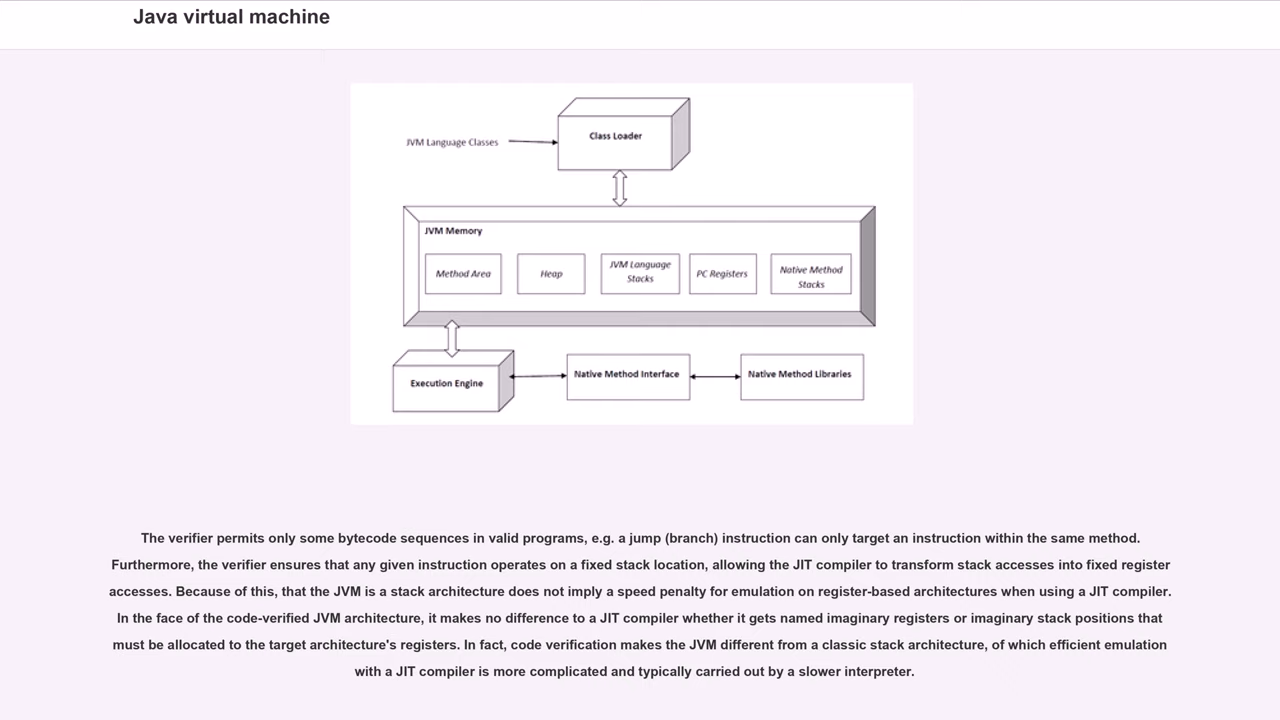 Java virtual machine
Class Loader
JVM Language Classes
JVM Memory
Method Area
Heap
JVM Language
Stacks
PC Registers
Native Method
Stacks
Execution Engine
Native Method Interface
Native Method Libraries
The verifier permits only some bytecode sequences in valid programs, e.g. a jump (branch) instruction can only target an instruction within the same method.
Furthermore, the verifier ensures that any given instruction operates on a fixed stack location, allowing the JIT compiler to transform stack accesses into fixed register
accesses. Because of this, that the JVM is a stack architecture does not imply a speed penalty for emulation on register-based architectures when using a JIT compiler.
In the face of the code-verified JVM architecture, it makes no difference to a JIT compiler whether it gets named imaginary registers or imaginary stack positions that
must be allocated to the target architecture's registers. In fact, code verification makes the JVM different from a classic stack architecture, of which efficient emulation
with a JIT compiler is more complicated and typically carried out by a slower interpreter.